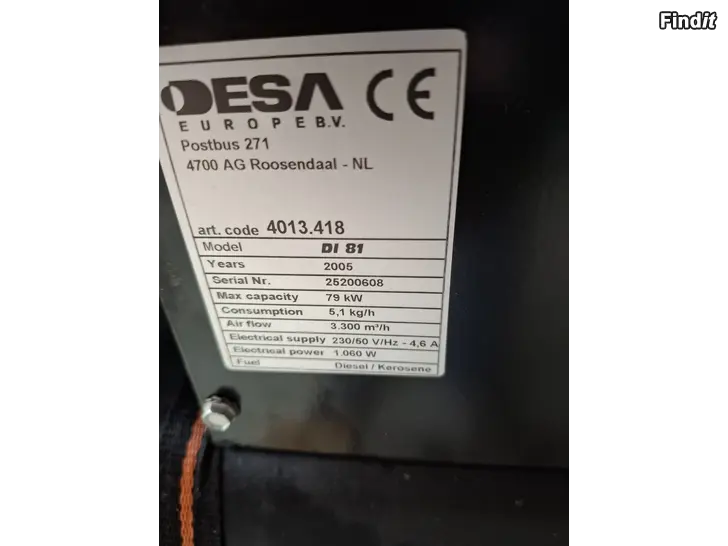 Findit
DESA CE
EUROPE B.V.
Postbus 271
4700 AG Roosendaal - NL
art. code 4013.418
Model DI 81
Years 2005
Serial Nr. 25200608
Max capacity 79 kW
Consumption 5,1 kg/h
Air flow 3.300 m³/h
Electrical supply 230/50 V/Hz - 4,6 A
Electrical power 1.060 W
Fuel Diesel / Kerosene